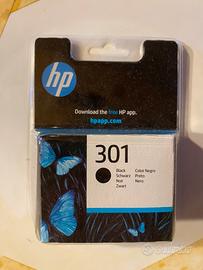 hp
Download the free HP app.
hpapp.com
301
Black Color Negro
Schwarz Preto
Noir Nero
Zwart